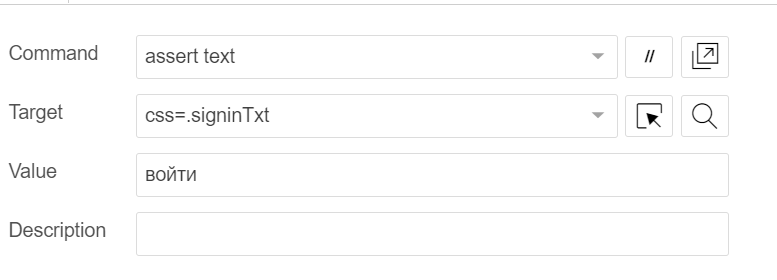 Command
assert text
//
Target
css=.signinTxt
Value
войти
Description